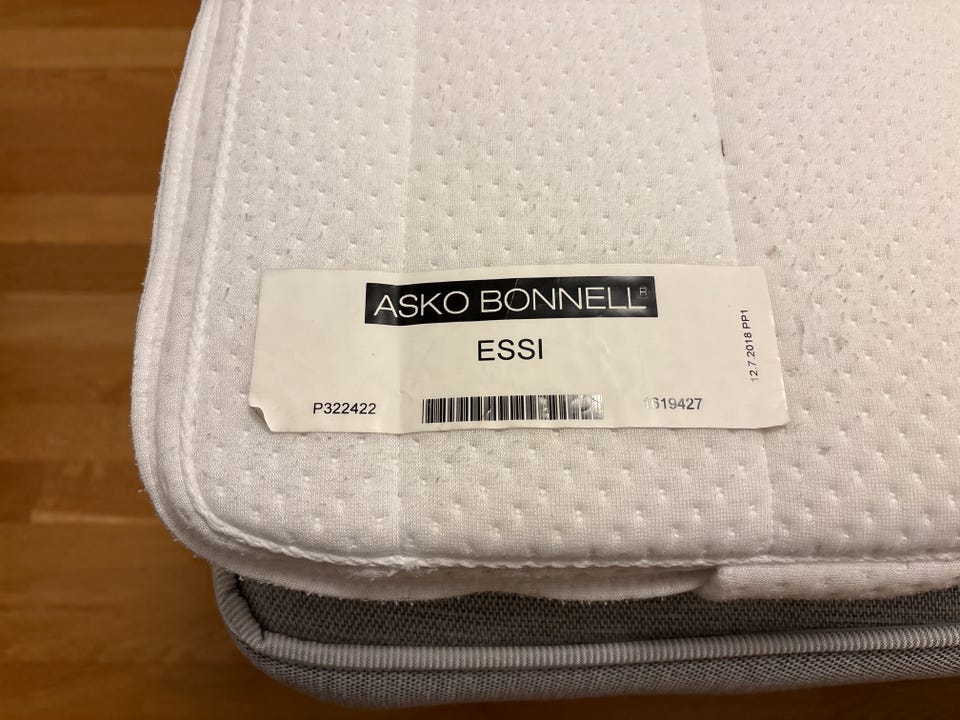 ASKO BONNELL®
ESSI
P322422
1619427
12.7.2018 PP1